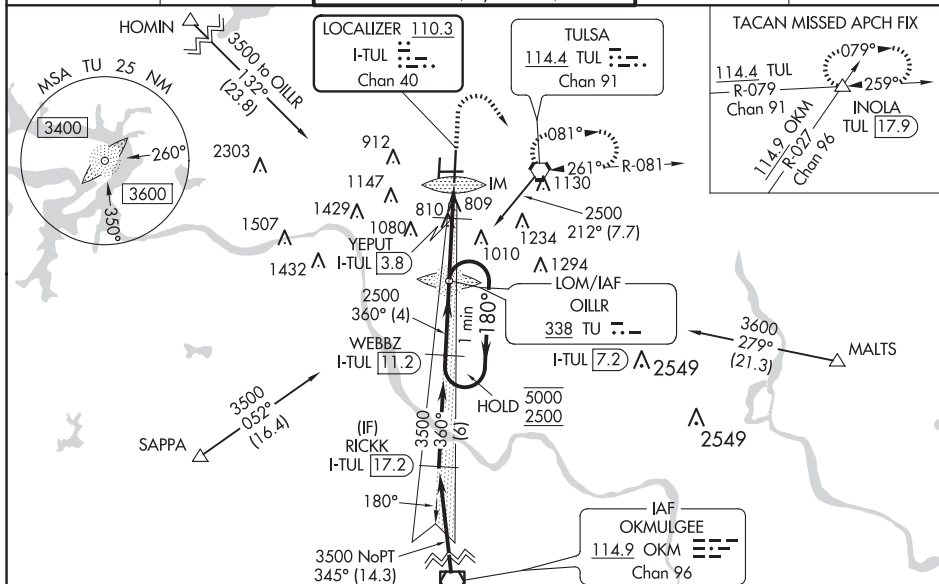 HOMIN
3500 to OILLR
132°
(23.8)
MSA TU 25 NM
3400
260°
3600
350°
LOCALIZER 110.3
I-TUL
Chan 40
TULSA
114.4 TUL
Chan 91
TACAN MISSED APCH FIX
079°
114.4 TUL
R-079
Chan 91
259°
INOLA
TUL 17.9
114.9 OKM
R-027
Chan 96
2303
912
1147
1429
1080
1507
1432
810
809
IM
081°
261°
R-081
1130
2500
212° (7.7)
1234
1010
1294
YEPUT
I-TUL 3.8
LOM/IAF
OILLR
338 TU
I-TUL 7.2
2500
360° (4)
1 min
180°
WEBBZ
I-TUL 11.2
HOLD
5000
2500
2549
2549
3600
279°
(21.3)
MALTS
3500
052°
(16.4)
SAPPA
(IF)
RICKK
I-TUL 17.2
3500
360°
(6)
180°
3500 NoPT
345° (14.3)
IAF
OKMULGEE
114.9 OKM
Chan 96